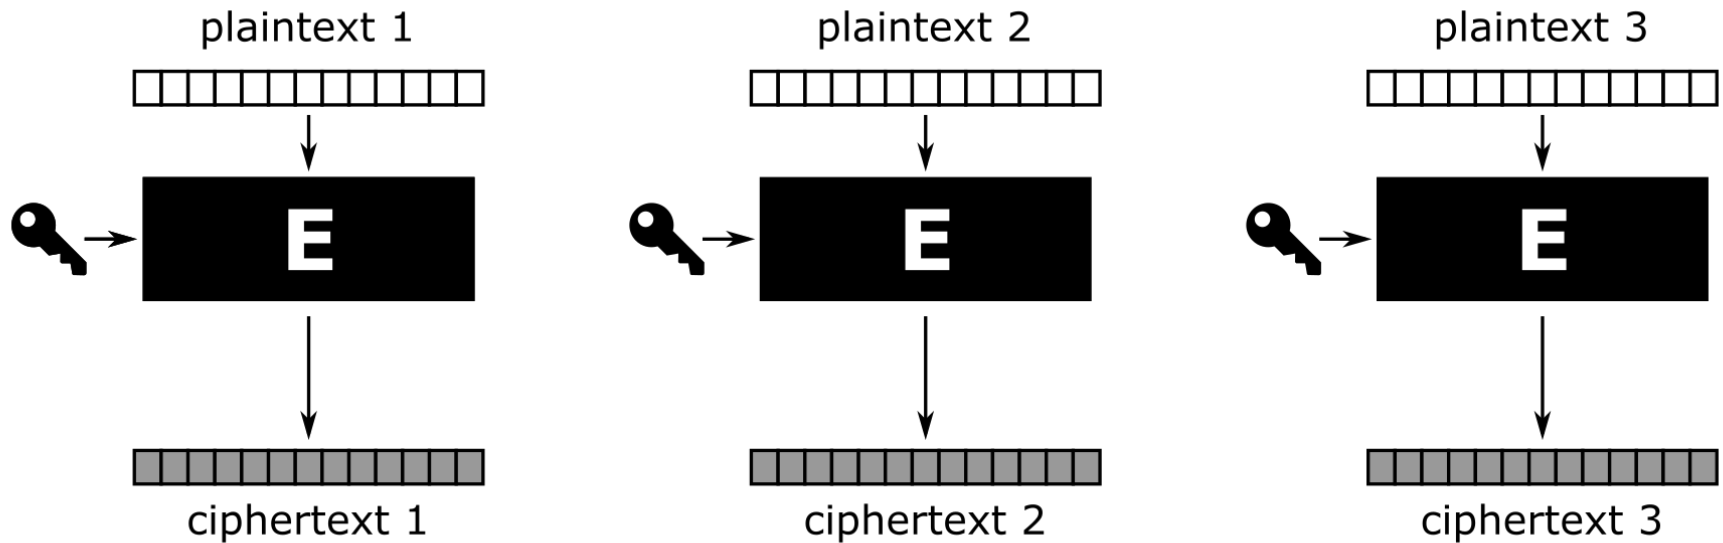 plaintext 1
plaintext 2
plaintext 3
E
E
E
ciphertext 1
ciphertext 2
ciphertext 3